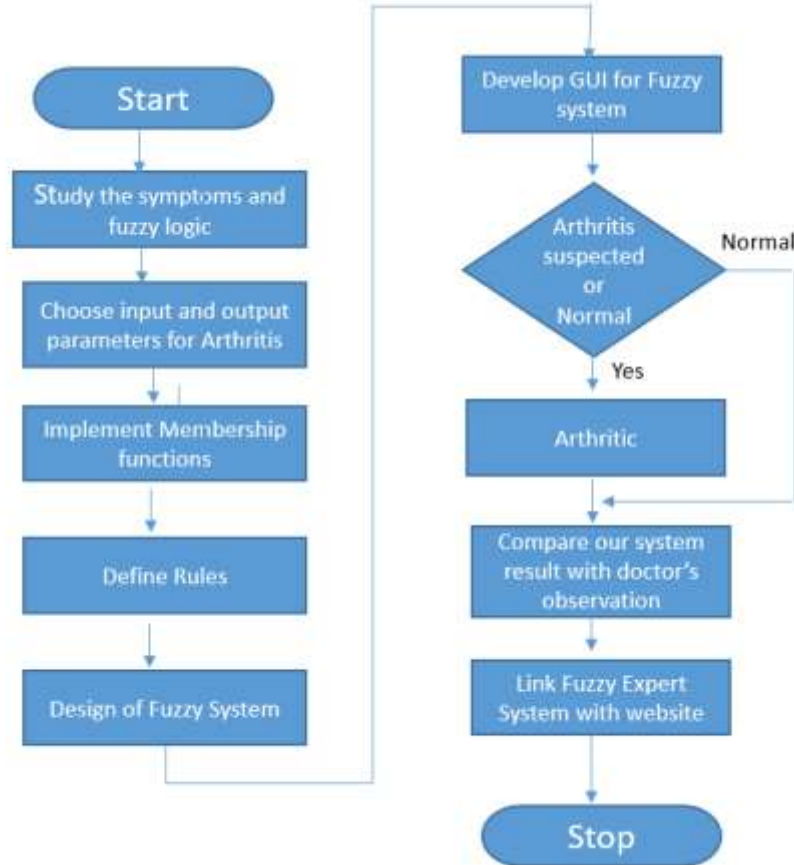 Start
Study the symptoms and
fuzzy logic
Choose input and output
parameters for Arthritis
Implement Membership
functions
Define Rules
Design of Fuzzy System
Develop GUI for Fuzzy
system
Arthritis
suspected
or
Normal
Normal
Yes
Arthritic
Compare our system
result with doctor's
observation
Link Fuzzy Expert
System with website
Stop